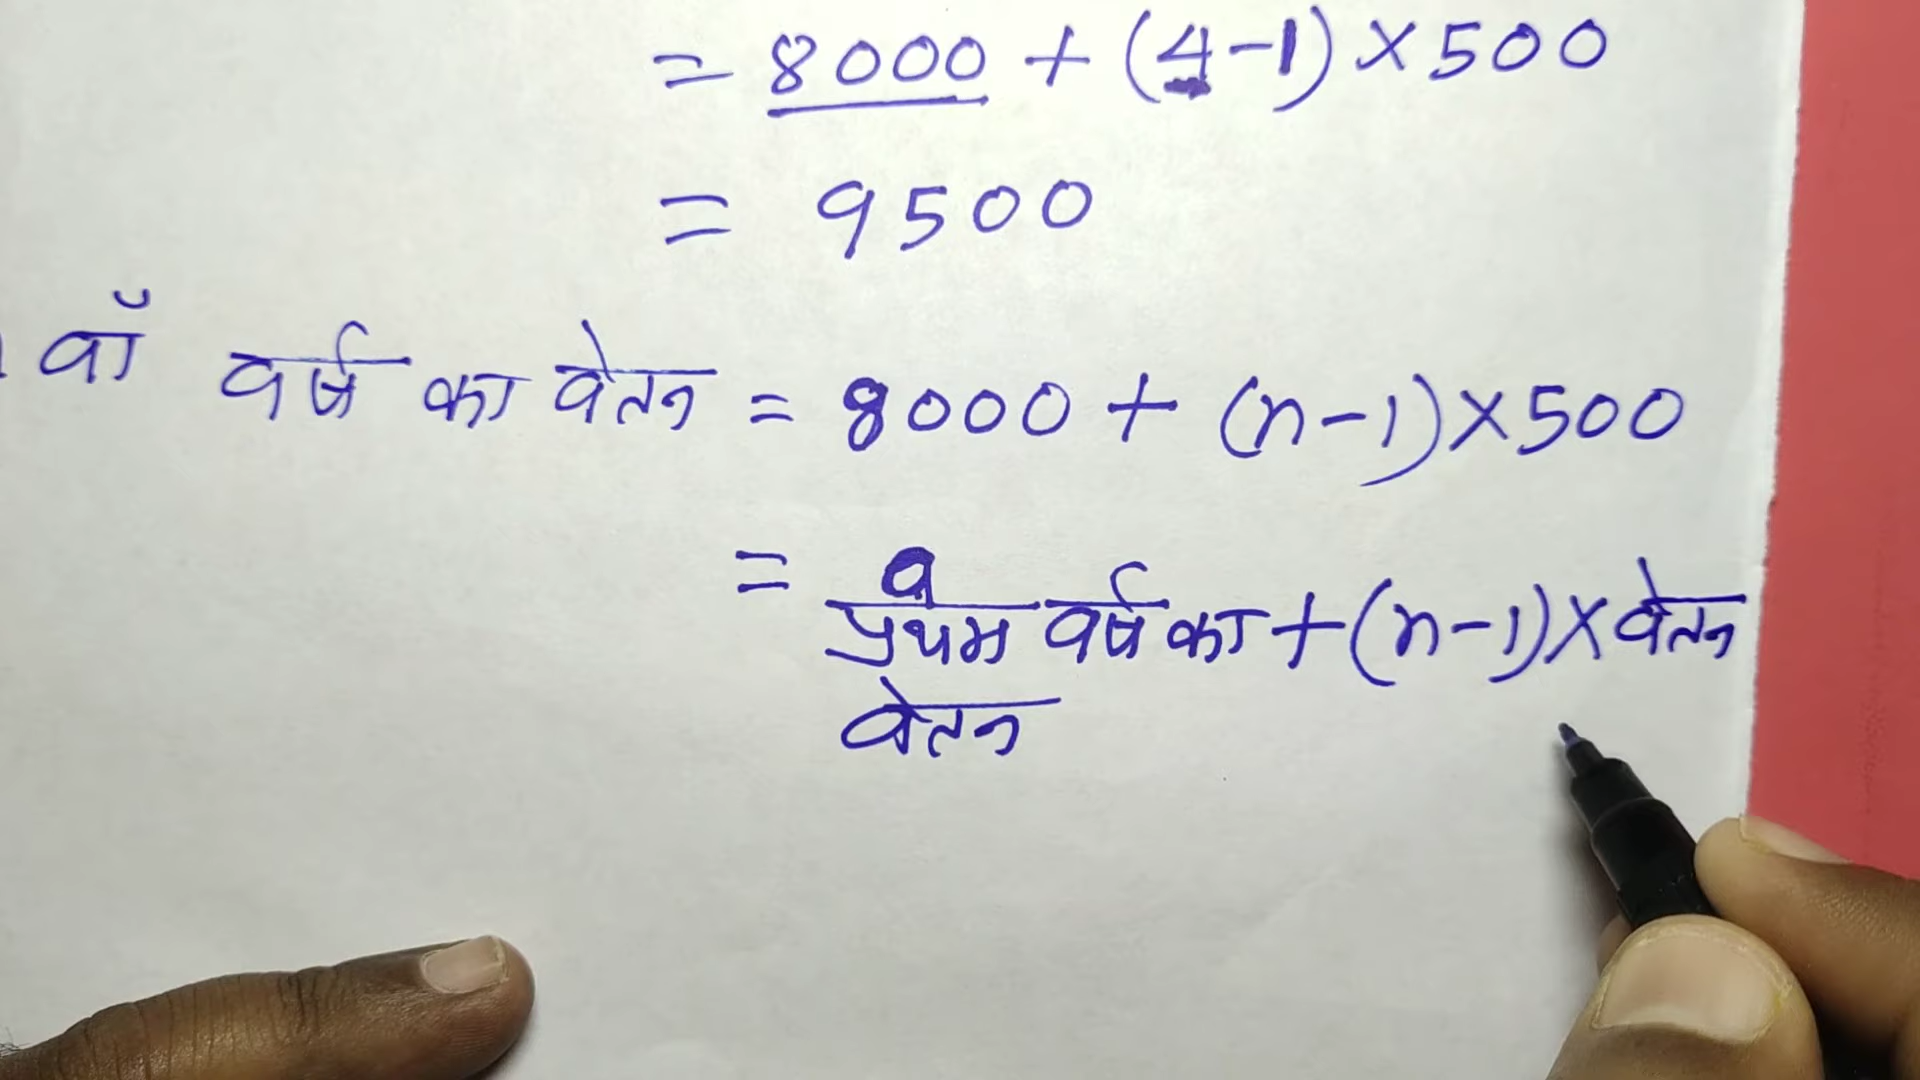 = 8000 + (4-1) × 500
= 9500
वाँ वर्ष का वेतन = 8000 + (n-1) × 500
= प्रथम वर्ष का + (n-1) × वेतन
वेतन